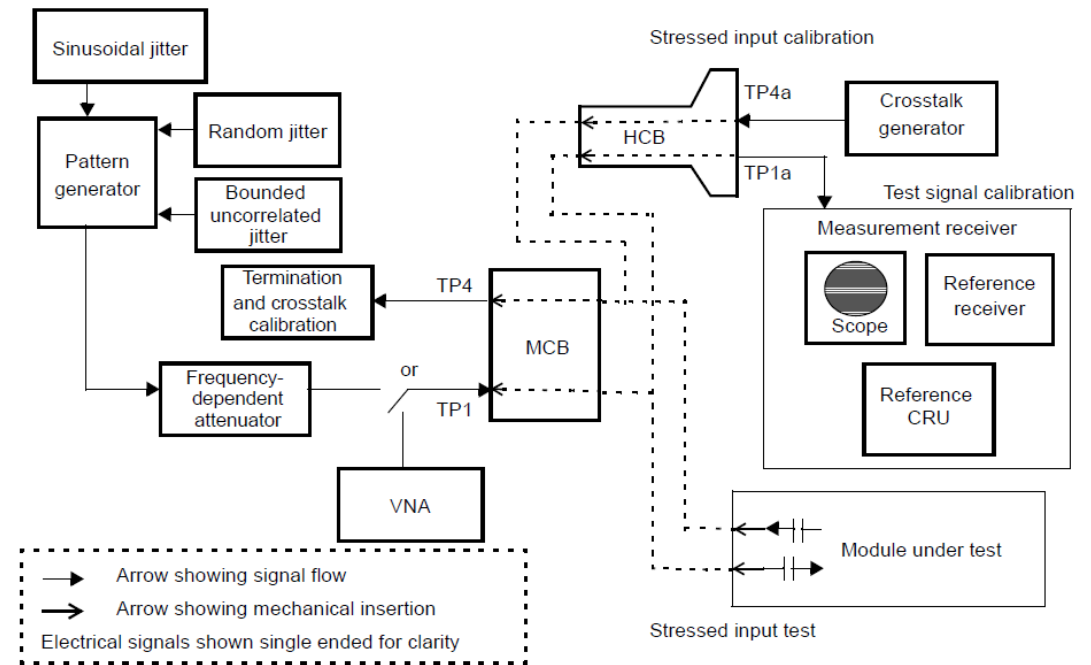 Sinusoidal jitter
Pattern
generator
Random jitter
Bounded
uncorrelated
jitter
Termination
and crosstalk
calibration
TP4
Frequency-
dependent
attenuator
or
TP1
MCB
VNA
Stressed input calibration
HCB
TP4a
TP1a
Crosstalk
generator
Test signal calibration
Measurement receiver
Scope
Reference
receiver
Reference
CRU
Module under test
Stressed input test
Arrow showing signal flow
Arrow showing mechanical insertion
Electrical signals shown single ended for clarity